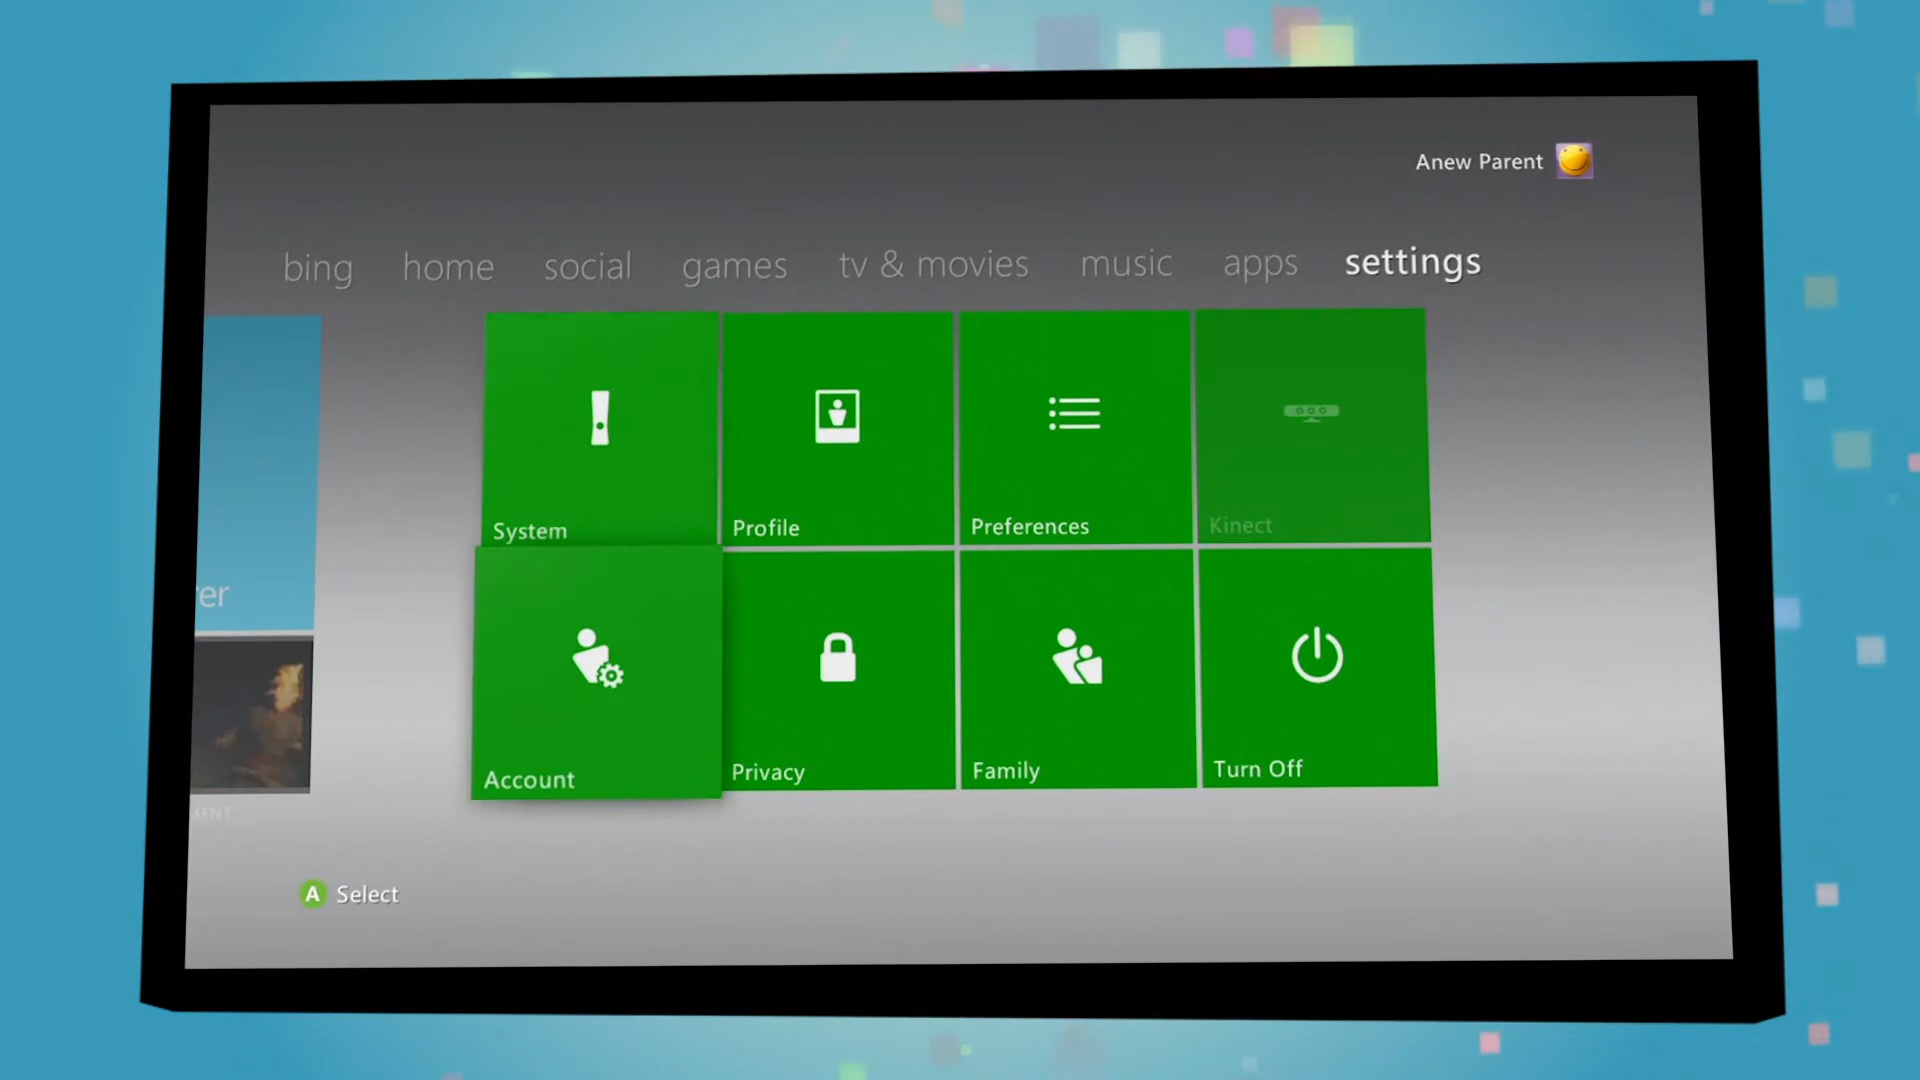 Anew Parent
bing home social games tv & movies music apps settings
System Profile Preferences Kinect
Account Privacy Family Turn Off
A Select